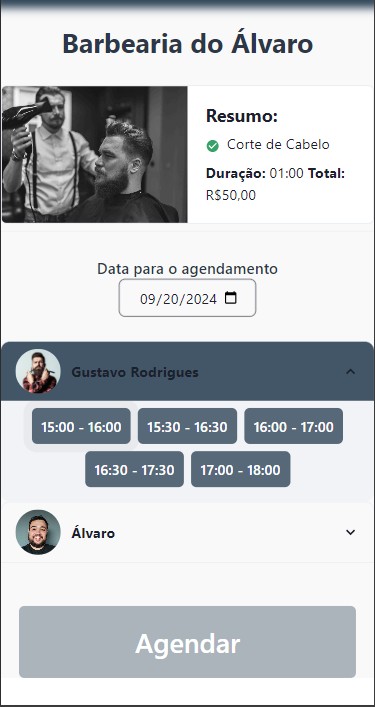 Barbearia do Álvaro
Resumo:
Corte de Cabelo
Duração: 01:00 Total:
R$50,00
Data para o agendamento
09/20/2024
Gustavo Rodrigues
15:00 - 16:00 15:30 - 16:30 16:00 - 17:00
16:30 - 17:30 17:00 - 18:00
Álvaro
Agendar